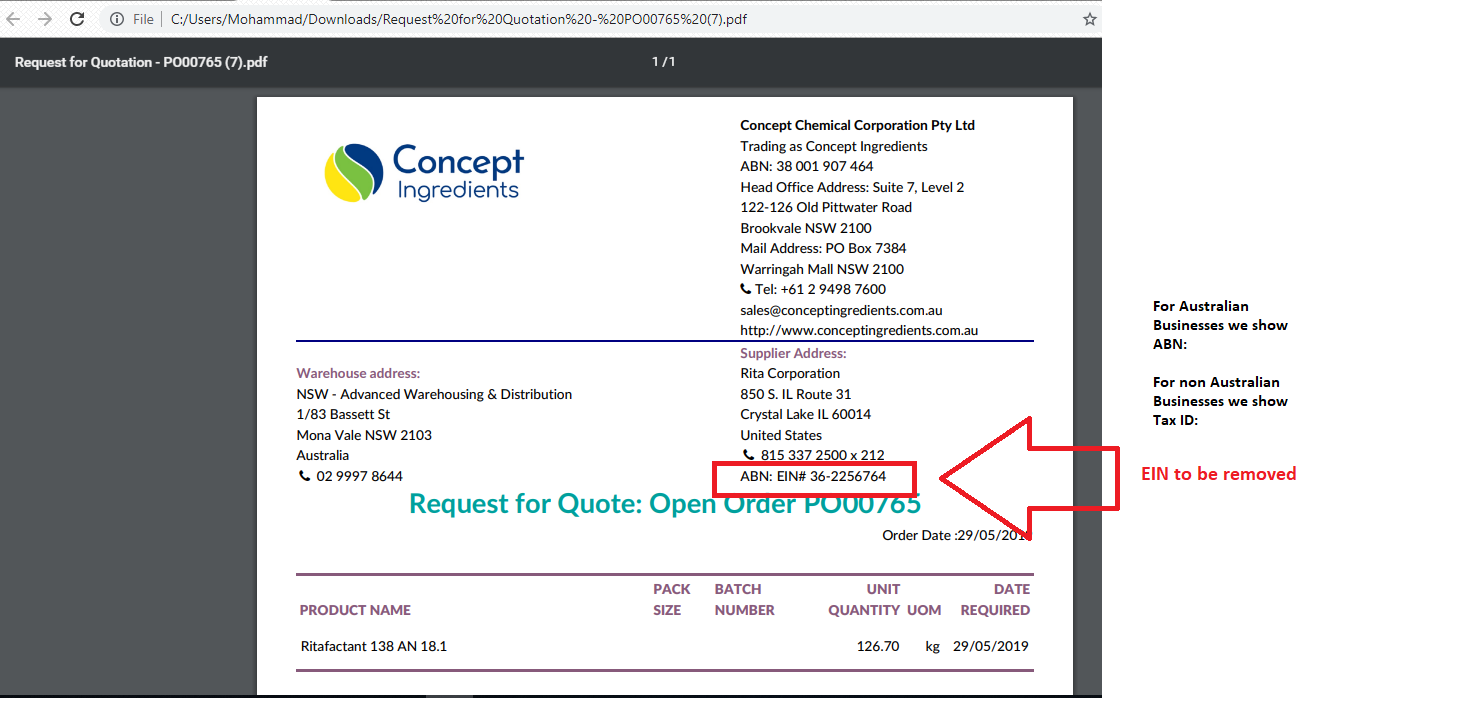 File | C:/Users/Mohammad/Downloads/Request%20for%20Quotation%20-%20PO00765%20(7).pdf
Request for Quotation - PO00765 (7).pdf
1 / 1
Concept
Ingredients
Concept Chemical Corporation Pty Ltd
Trading as Concept Ingredients
ABN: 38 001 907 464
Head Office Address: Suite 7, Level 2
122-126 Old Pittwater Road
Brookvale NSW 2100
Mail Address: PO Box 7384
Warringah Mall NSW 2100
Tel: +61 2 9498 7600
sales@conceptingredients.com.au
http://www.conceptingredients.com.au
Warehouse address:
NSW - Advanced Warehousing & Distribution
1/83 Bassett St
Mona Vale NSW 2103
Australia
02 9997 8644
Supplier Address:
Rita Corporation
850 S. IL Route 31
Crystal Lake IL 60014
United States
815 337 2500 x 212
ABN: EIN# 36-2256764
Request for Quote: Open Order PO00765
Order Date :29/05/2019
PRODUCT NAME PACK SIZE BATCH NUMBER UNIT QUANTITY UOM DATE REQUIRED
Ritafactant 138 AN 18.1 126.70 kg 29/05/2019
For Australian
Businesses we show
ABN:
For non Australian
Businesses we show
Tax ID:
EIN to be removed